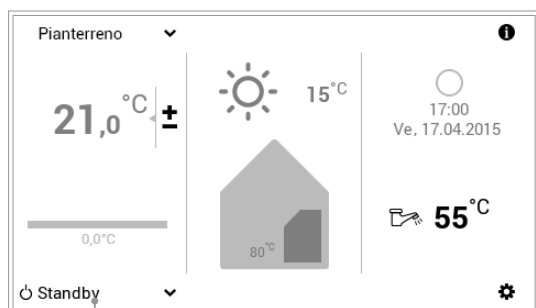 Pianterreno
21,0 °C ±
15°C
17:00
Ve, 17.04.2015
80°C
55°C
0,0°C
Standby